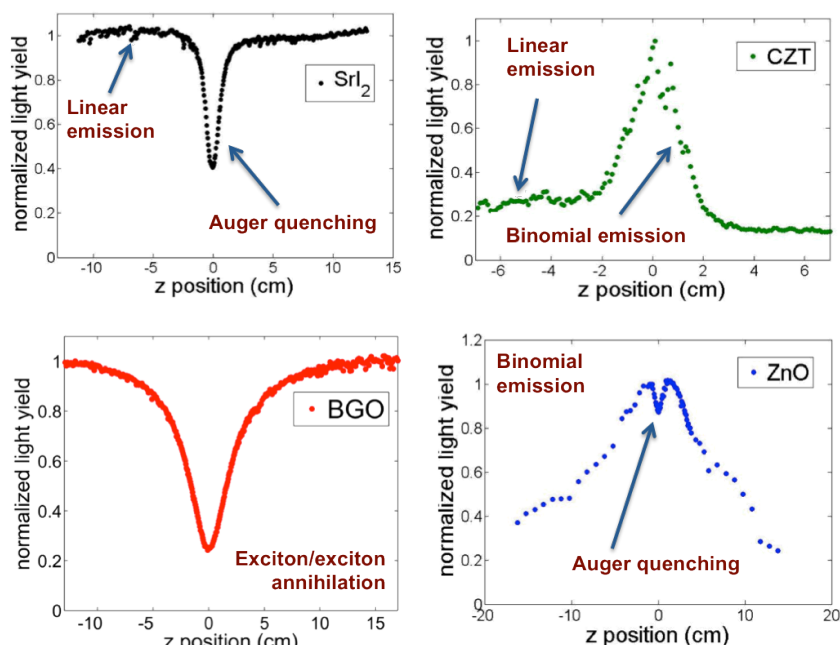 normalized light yield
1
0.8
0.6
0.4
0.2
0
-10
-5
0
5
10
15
z position (cm)
SrI2
Linear
emission
Auger quenching
normalized light yield
1
0.8
0.6
0.4
0.2
0
-6
-4
-2
0
2
4
6
z position (cm)
CZT
Linear
emission
Binomial emission
normalized light yield
1
0.8
0.6
0.4
0.2
0
-10
-5
0
5
10
15
z position (cm)
BGO
Exciton/exciton
annihilation
normalized light yield
1.2
1
0.8
0.6
0.4
0.2
0
-20
-10
0
10
20
z position (cm)
ZnO
Binomial
emission
Auger quenching